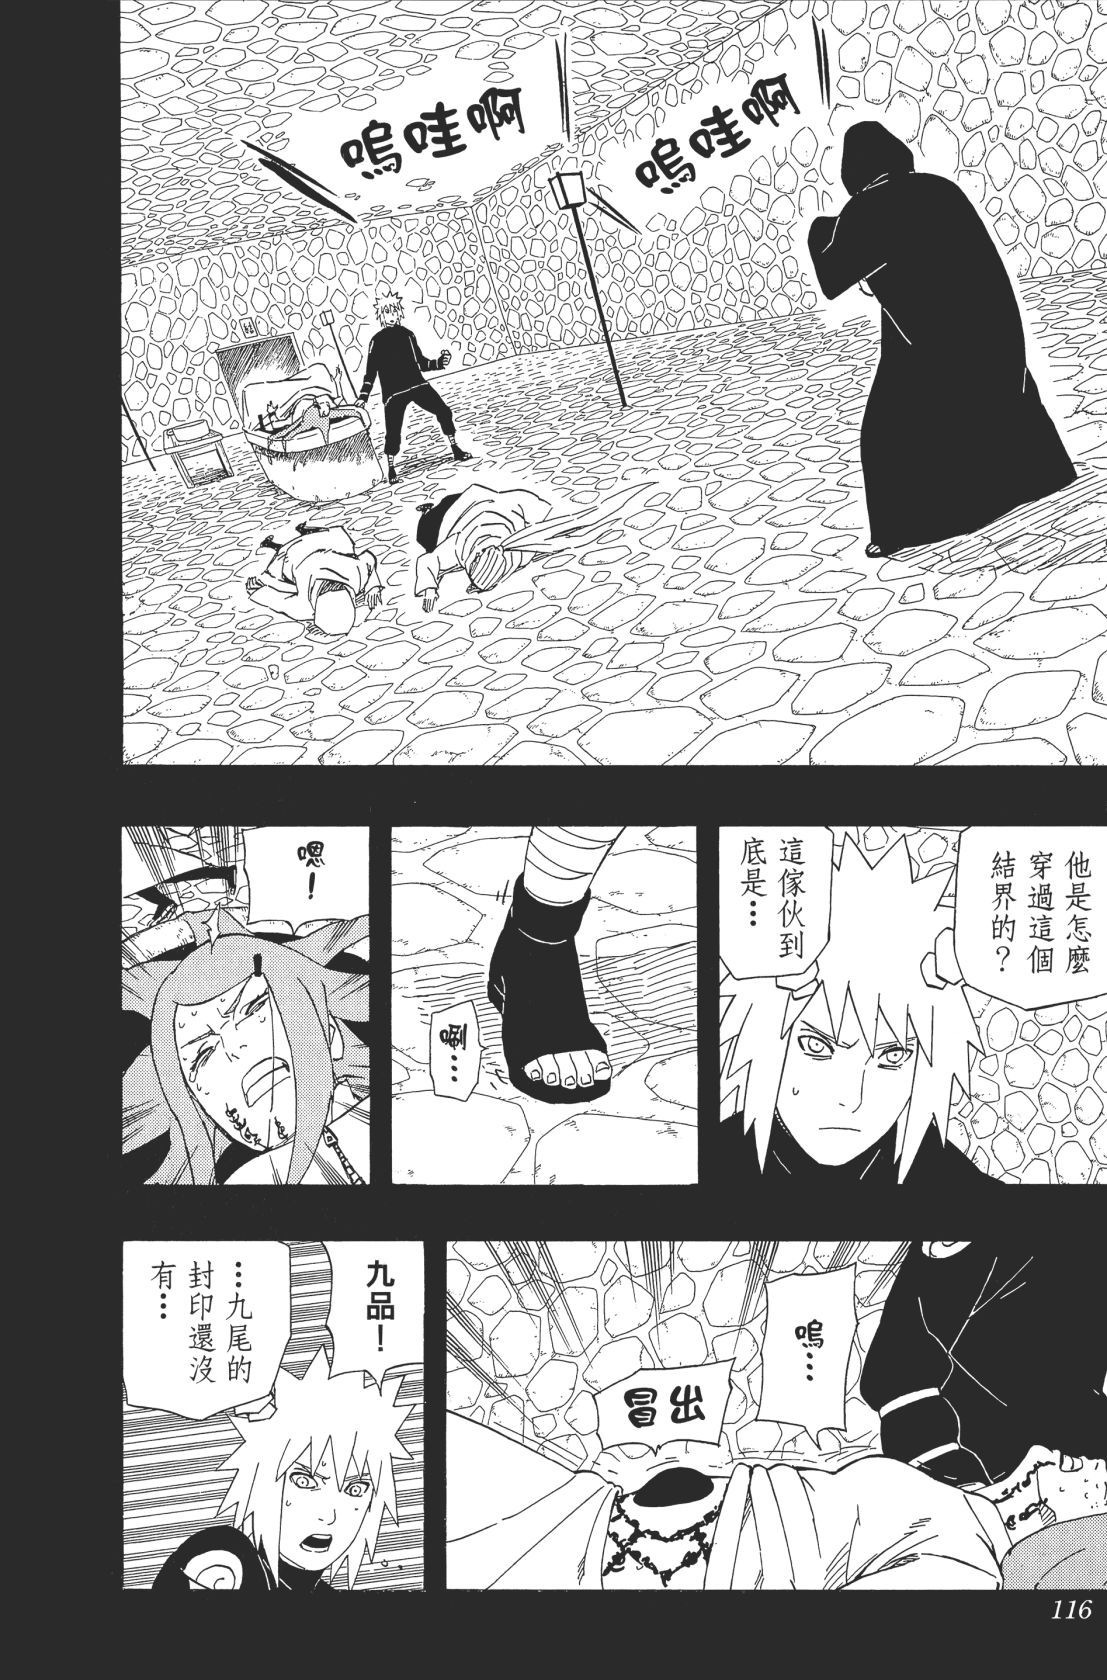 嗚哇啊
嗚哇啊
他是怎麼
穿過這個
結界的？
這傢伙到
底是…
唰…
嗯！
嗚…
冒出
九品！
…九尾的
封印還沒
有…
116